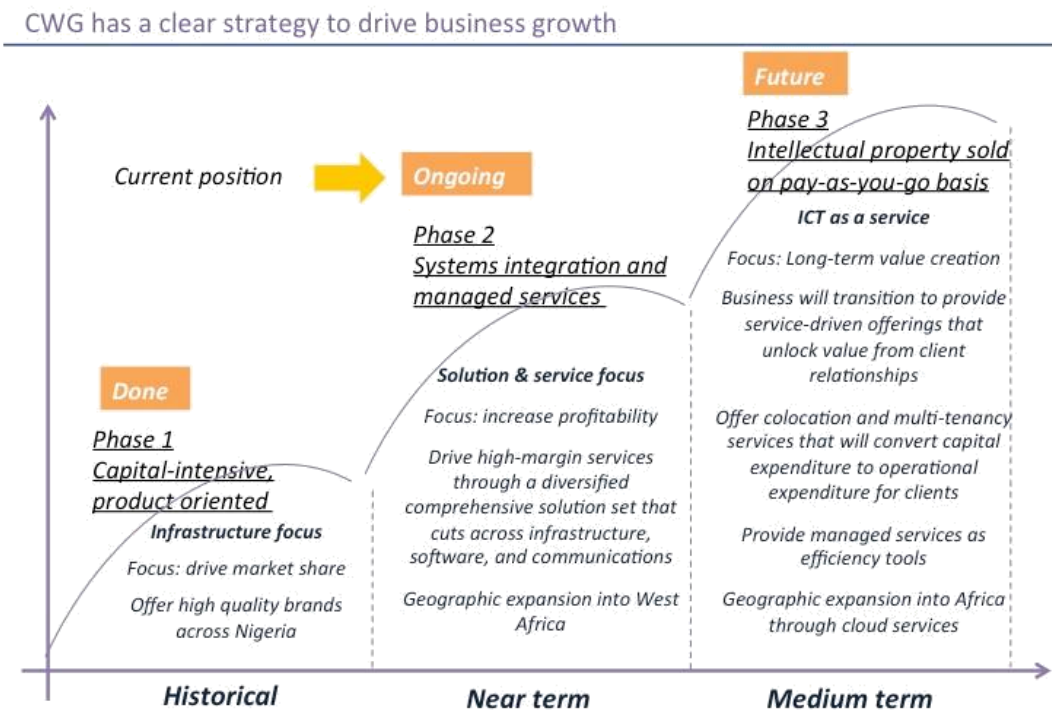 CWG has a clear strategy to drive business growth
Current position
Done
Phase 1
Capital-intensive,
product oriented
Infrastructure focus
Focus: drive market share
Offer high quality brands
across Nigeria
Historical
Ongoing
Phase 2
Systems integration and
managed services
Solution & service focus
Focus: increase profitability
Drive high-margin services
through a diversified
comprehensive solution set that
cuts across infrastructure,
software, and communications
Geographic expansion into West
Africa
Near term
Future
Phase 3
Intellectual property sold
on pay-as-you-go basis
ICT as a service
Focus: Long-term value creation
Business will transition to provide
service-driven offerings that
unlock value from client
relationships
Offer colocation and multi-tenancy
services that will convert capital
expenditure to operational
expenditure for clients
Provide managed services as
efficiency tools
Geographic expansion into Africa
through cloud services
Medium term